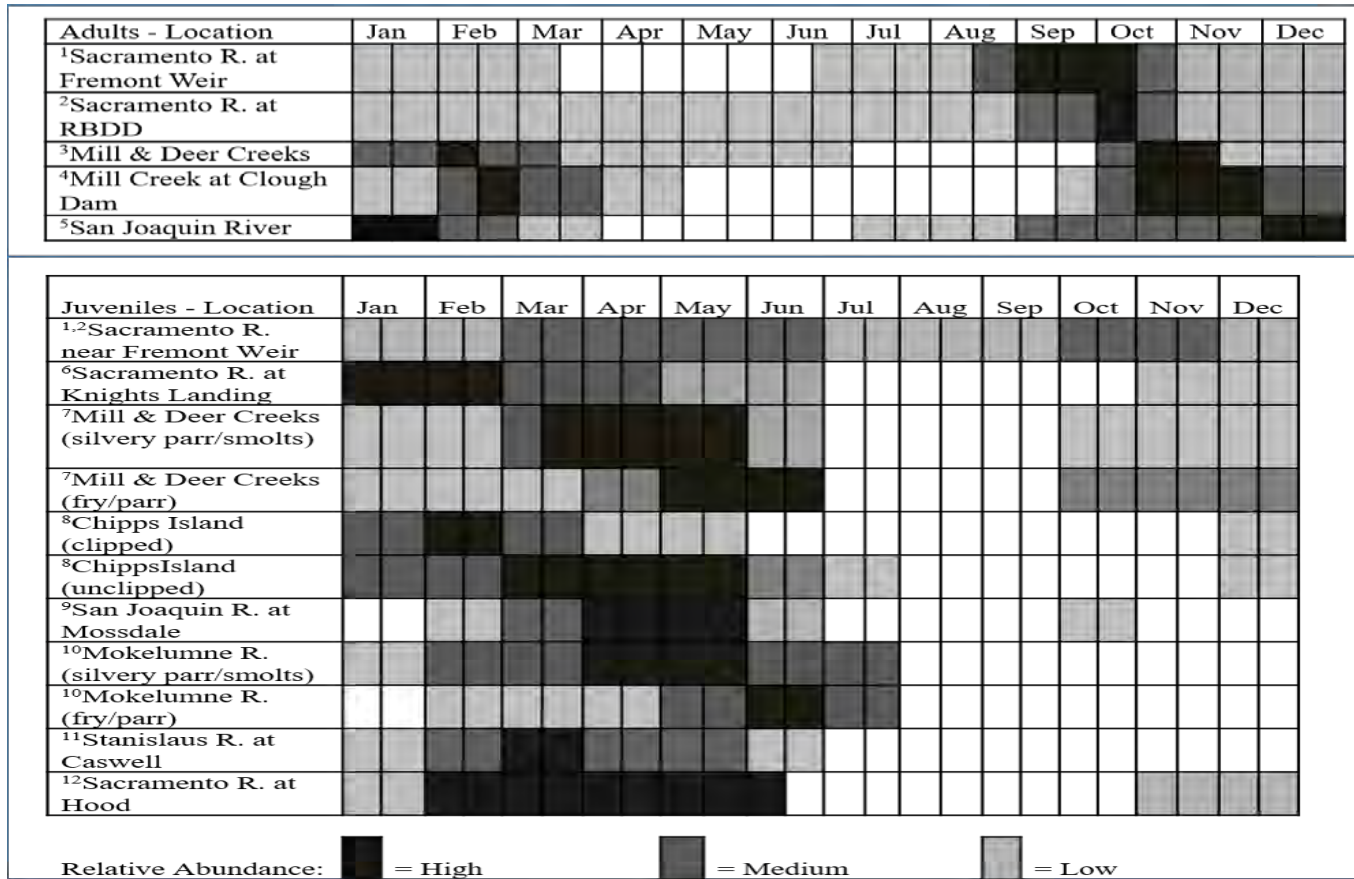 Adults - Location Jan Feb Mar Apr May Jun Jul Aug Sep Oct Nov Dec
¹Sacramento R. at
Fremont Weir
²Sacramento R. at
RBDD
³Mill & Deer Creeks
⁴Mill Creek at Clough
Dam
⁵San Joaquin River
Juveniles - Location Jan Feb Mar Apr May Jun Jul Aug Sep Oct Nov Dec
¹,²Sacramento R.
near Fremont Weir
⁶Sacramento R. at
Knights Landing
⁷Mill & Deer Creeks
(silvery parr/smolts)
⁷Mill & Deer Creeks
(fry/parr)
⁸Chipps Island
(clipped)
⁸ChippsIsland
(unclipped)
⁹San Joaquin R. at
Mossdale
¹⁰Mokelumne R.
(silvery parr/smolts)
¹⁰Mokelumne R.
(fry/parr)
¹¹Stanislaus R. at
Caswell
¹²Sacramento R. at
Hood
Relative Abundance: = High = Medium = Low